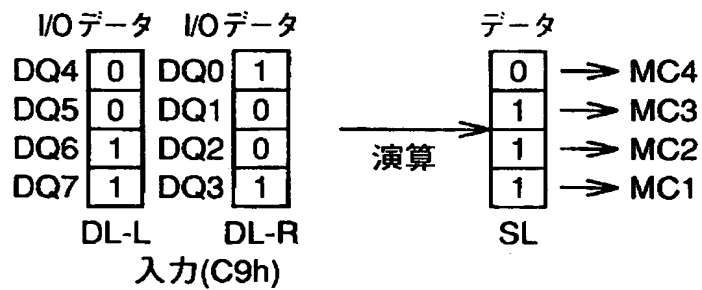 I/Oデータ I/Oデータ データ
DQ4 0 DQ0 1 0 MC4
DQ5 0 DQ1 0 1 MC3
DQ6 1 DQ2 0 1 MC2
DQ7 1 DQ3 1 1 MC1
演算
DL-L DL-R SL
入力(C9h)